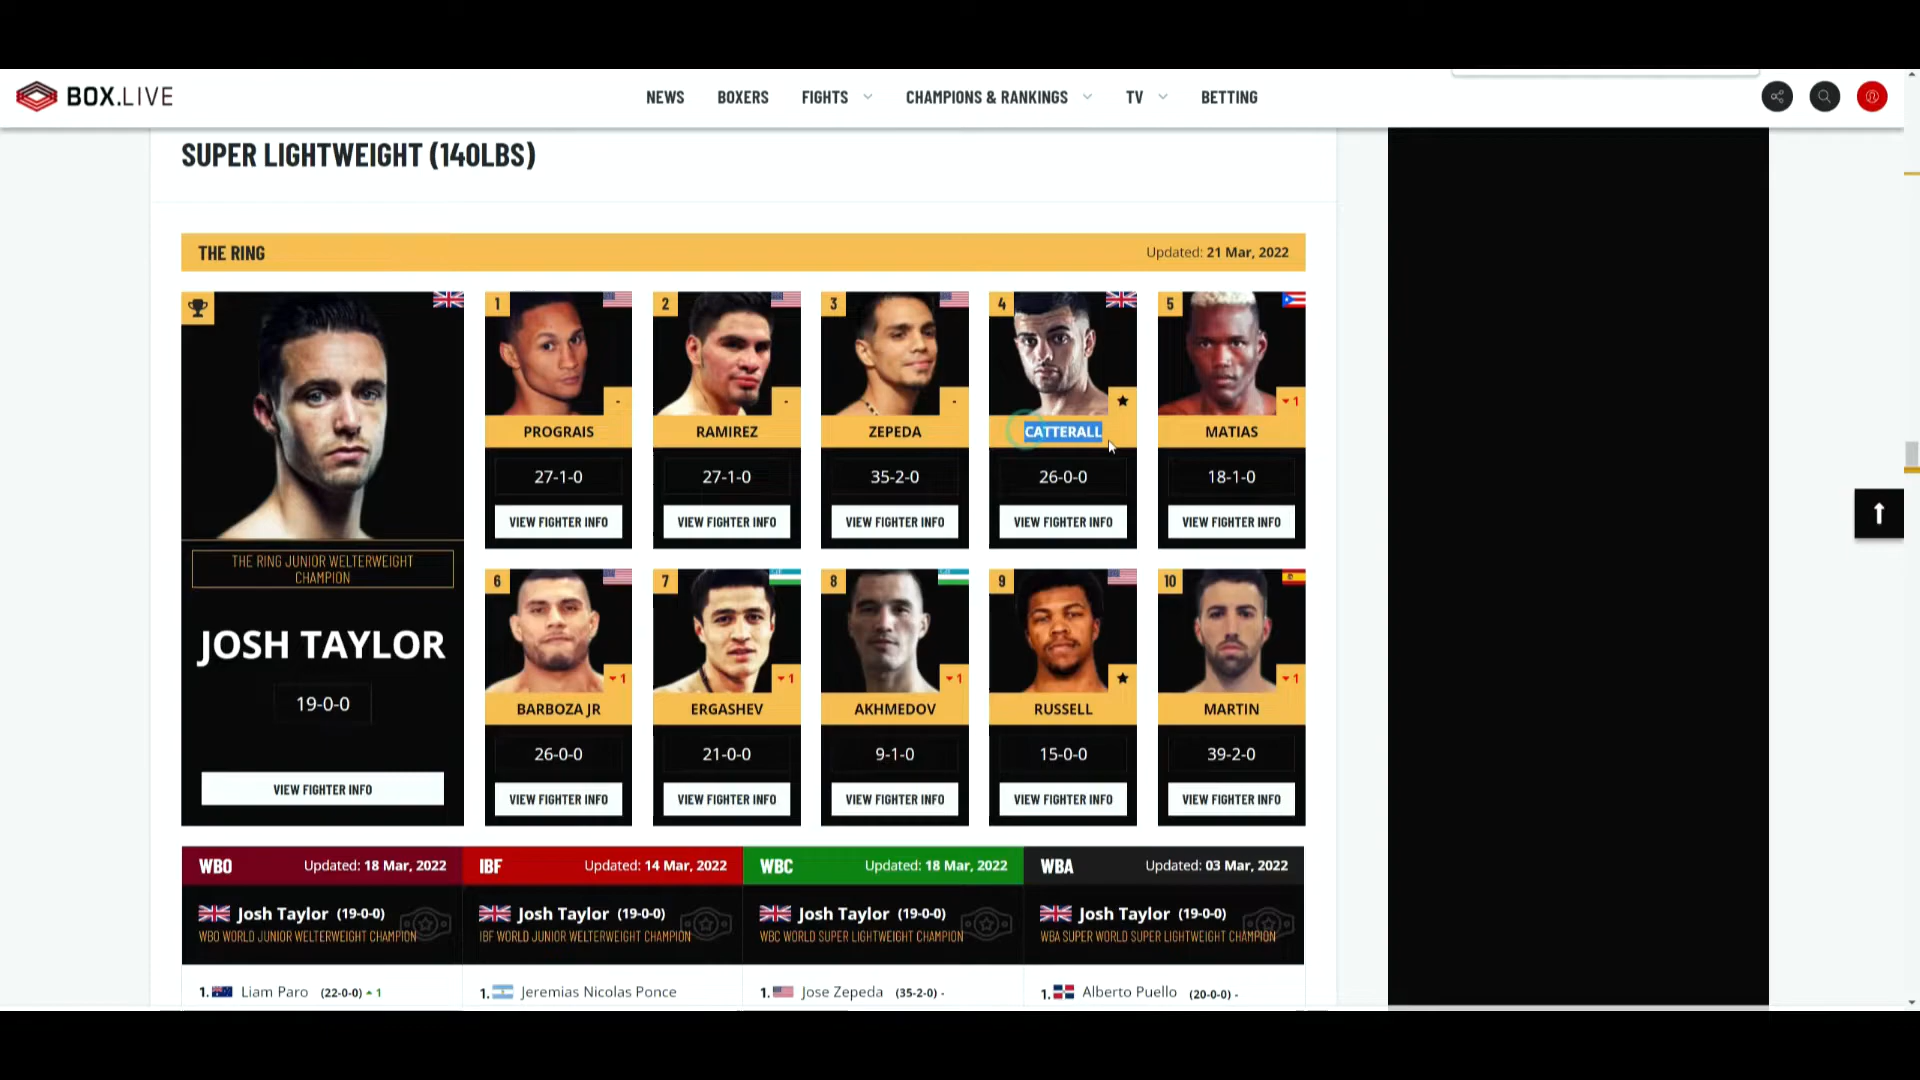 BOX.LIVE
NEWS BOXERS FIGHTS CHAMPIONS & RANKINGS TV BETTING
SUPER LIGHTWEIGHT (140LBS)
THE RING Updated: 21 Mar, 2022
1 2 3 4 5
- - - ★ 1
PROGRAIS RAMIREZ ZEPEDA CATTERALL MATIAS
27-1-0 27-1-0 35-2-0 26-0-0 18-1-0
VIEW FIGHTER INFO VIEW FIGHTER INFO VIEW FIGHTER INFO VIEW FIGHTER INFO VIEW FIGHTER INFO
THE RING JUNIOR WELTERWEIGHT
CHAMPION
JOSH TAYLOR
19-0-0
VIEW FIGHTER INFO
6 7 8 9 10
1 1 1 ★ 1
BARBOZA JR ERGASHEV AKHMEDOV RUSSELL MARTIN
26-0-0 21-0-0 9-1-0 15-0-0 39-2-0
VIEW FIGHTER INFO VIEW FIGHTER INFO VIEW FIGHTER INFO VIEW FIGHTER INFO VIEW FIGHTER INFO
WBO Updated: 18 Mar, 2022 IBF Updated: 14 Mar, 2022 WBC Updated: 18 Mar, 2022 WBA Updated: 03 Mar, 2022
Josh Taylor (19-0-0) Josh Taylor (19-0-0) Josh Taylor (19-0-0) Josh Taylor (19-0-0)
WBO WORLD JUNIOR WELTERWEIGHT CHAMPION IBF WORLD JUNIOR WELTERWEIGHT CHAMPION WBC WORLD SUPER LIGHTWEIGHT CHAMPION WBA SUPER WORLD SUPER LIGHTWEIGHT CHAMPION
1. Liam Paro (22-0-0) 1 1. Jeremias Nicolas Ponce 1. Jose Zepeda (35-2-0) - 1. Alberto Puello (20-0-0) -